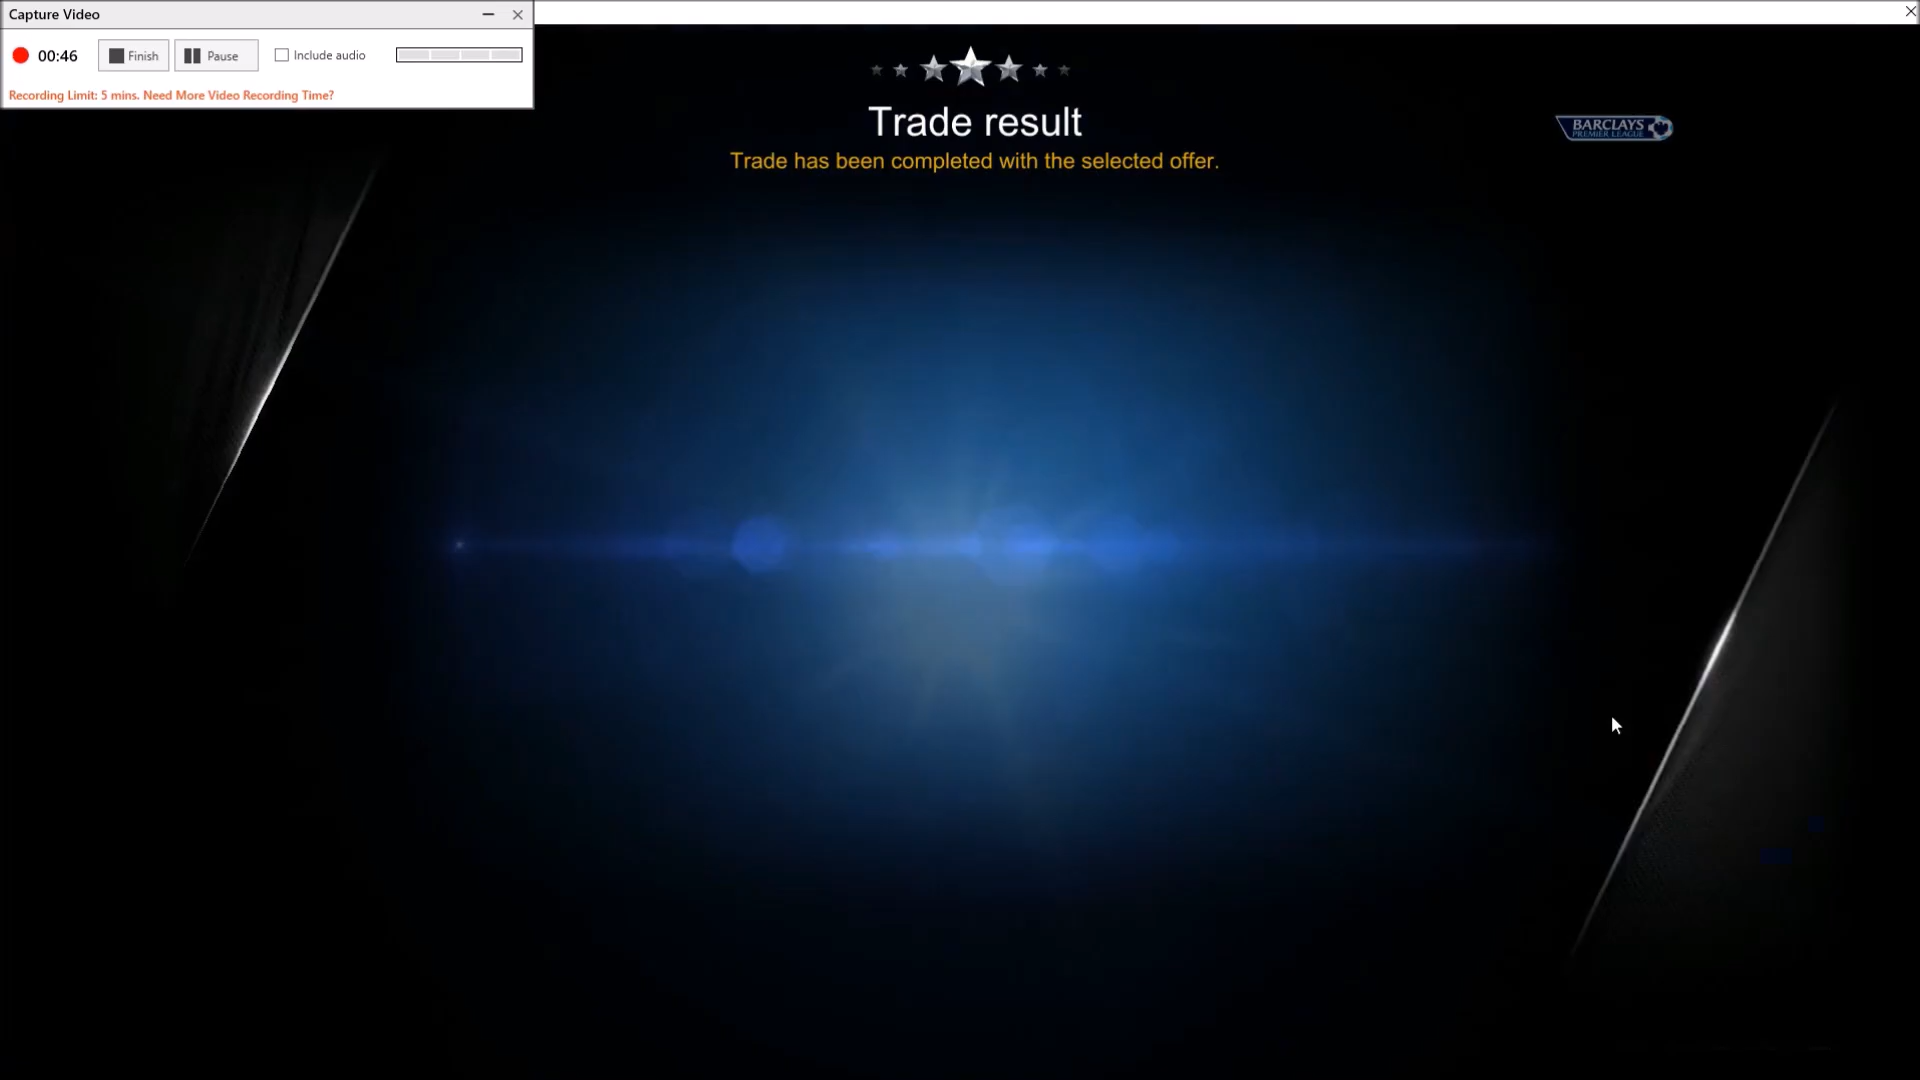 Capture Video
00:46
Finish
Pause
Include audio
Recording Limit: 5 mins. Need More Video Recording Time?
Trade result
Trade has been completed with the selected offer.
BARCLAYS
PREMIER LEAGUE